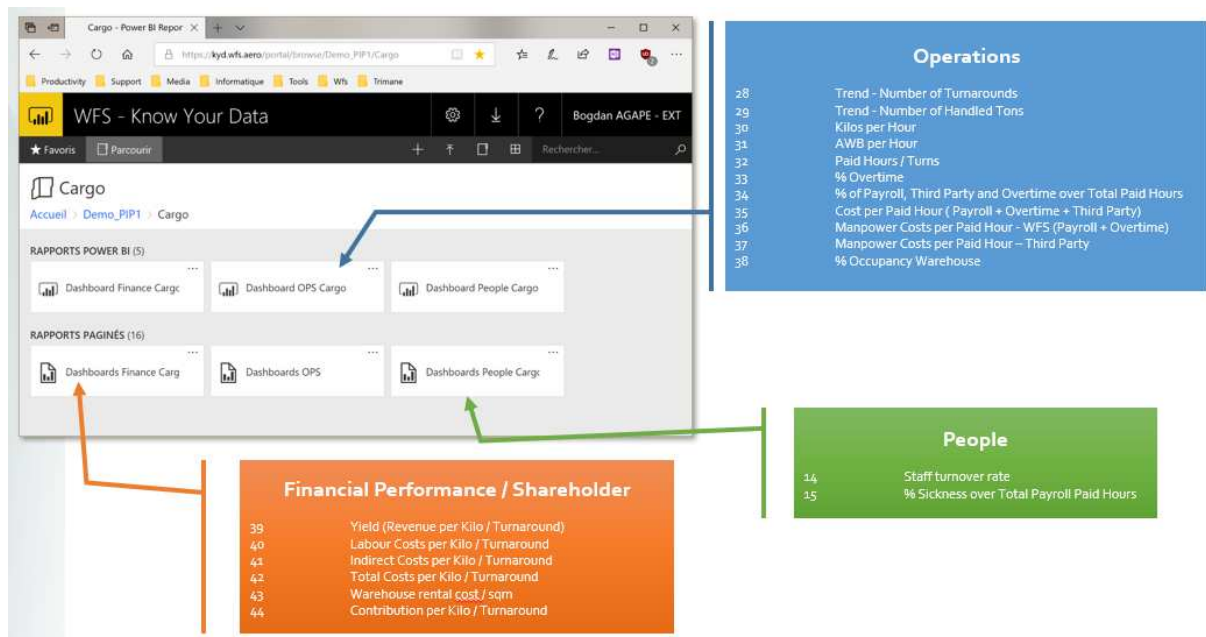 Cargo - Power BI Repor
https://kyd.wfs.aero/portal/browse/Demo_PIP1/Cargo
Productivity Support Media Informatique Tools Wfs Trimane
WFS - Know Your Data
? Bogdan AGAPE - EXT
Favoris Parcourir
Rechercher...
Cargo
Accueil > Demo_PIP1 > Cargo
RAPPORTS POWER BI (5)
Dashboard Finance Cargc
Dashboard OPS Cargo
Dashboard People Cargo
RAPPORTS PAGINÉS (16)
Dashboards Finance Carg
Dashboards OPS
Dashboards People Cargc
Operations
28 Trend - Number of Turnarounds
29 Trend - Number of Handled Tons
30 Kilos per Hour
31 AWB per Hour
32 Paid Hours / Turns
33 % Overtime
34 % of Payroll, Third Party and Overtime over Total Paid Hours
35 Cost per Paid Hour ( Payroll + Overtime + Third Party)
36 Manpower Costs per Paid Hour - WFS (Payroll + Overtime)
37 Manpower Costs per Paid Hour – Third Party
38 % Occupancy Warehouse
People
14 Staff turnover rate
15 % Sickness over Total Payroll Paid Hours
Financial Performance / Shareholder
39 Yield (Revenue per Kilo / Turnaround)
40 Labour Costs per Kilo / Turnaround
41 Indirect Costs per Kilo / Turnaround
42 Total Costs per Kilo / Turnaround
43 Warehouse rental cost / sqm
44 Contribution per Kilo / Turnaround